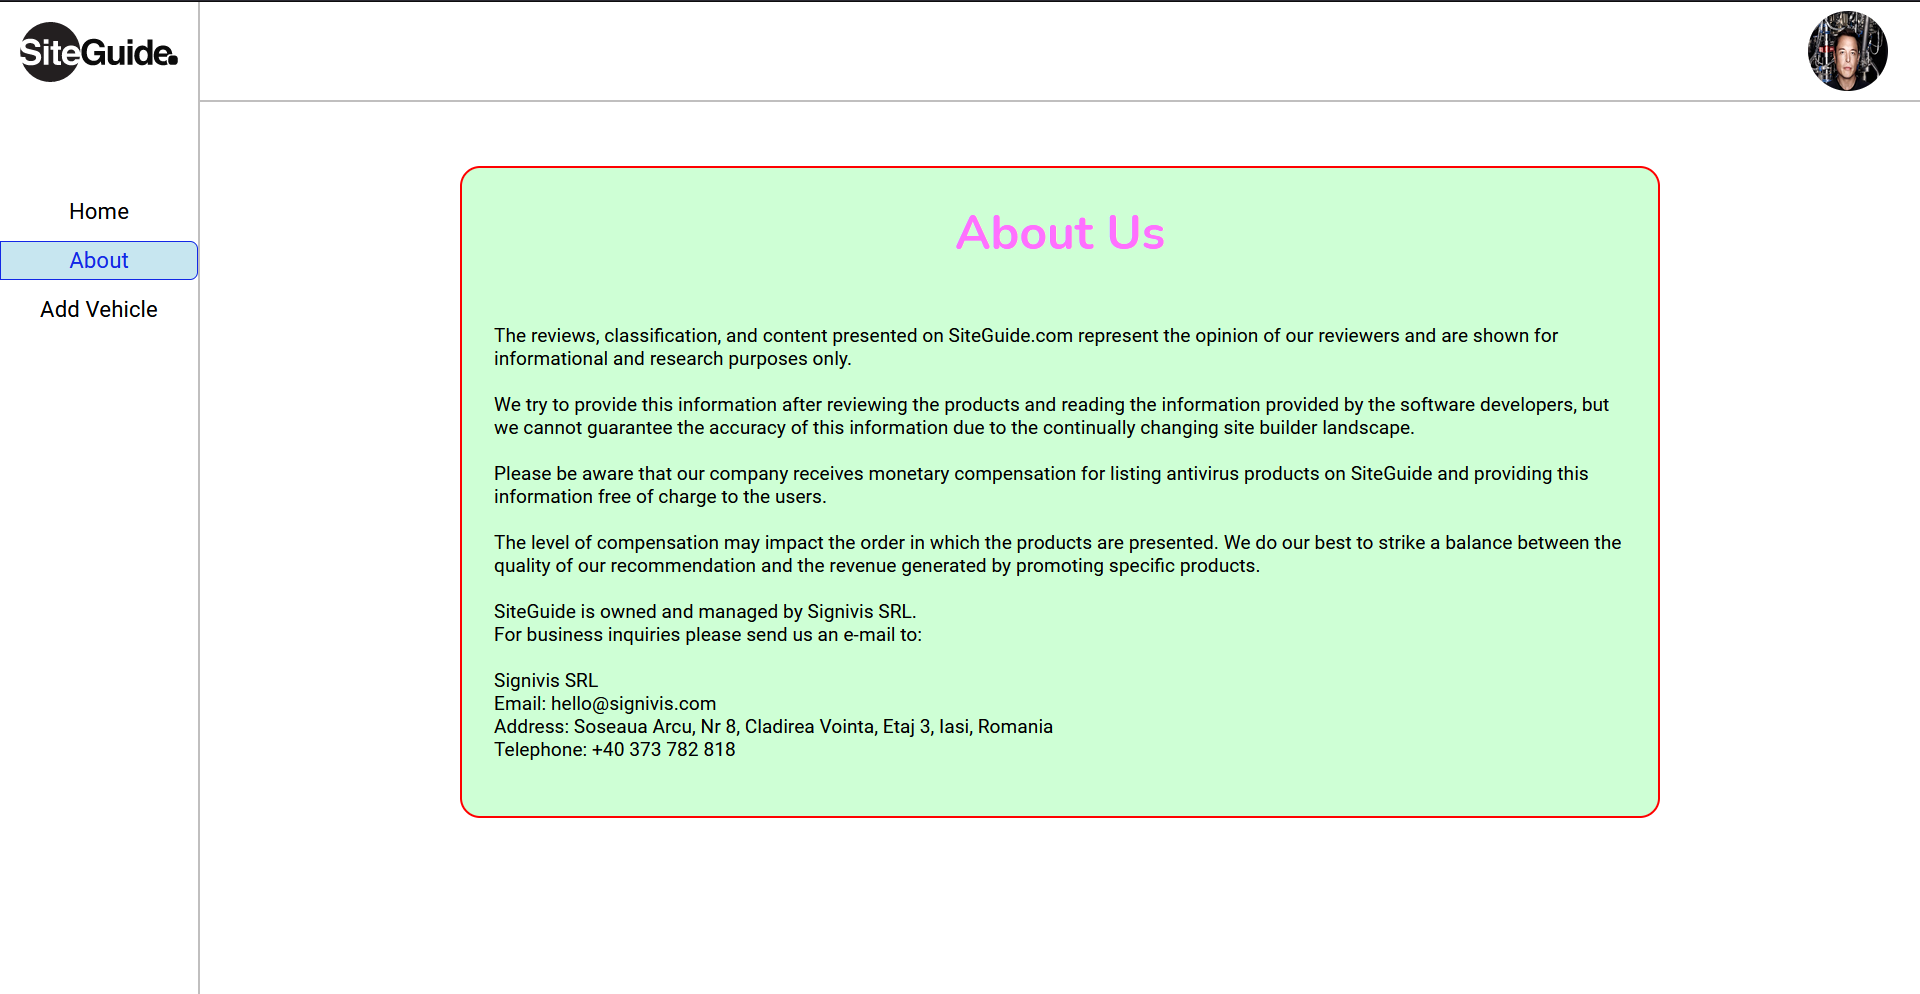 SiteGuide.
Home
About
Add Vehicle
About Us
The reviews, classification, and content presented on SiteGuide.com represent the opinion of our reviewers and are shown for
informational and research purposes only.
We try to provide this information after reviewing the products and reading the information provided by the software developers, but
we cannot guarantee the accuracy of this information due to the continually changing site builder landscape.
Please be aware that our company receives monetary compensation for listing antivirus products on SiteGuide and providing this
information free of charge to the users.
The level of compensation may impact the order in which the products are presented. We do our best to strike a balance between the
quality of our recommendation and the revenue generated by promoting specific products.
SiteGuide is owned and managed by Signivis SRL.
For business inquiries please send us an e-mail to:
Signivis SRL
Email: hello@signivis.com
Address: Soseaua Arcu, Nr 8, Cladirea Vointa, Etaj 3, Iasi, Romania
Telephone: +40 373 782 818